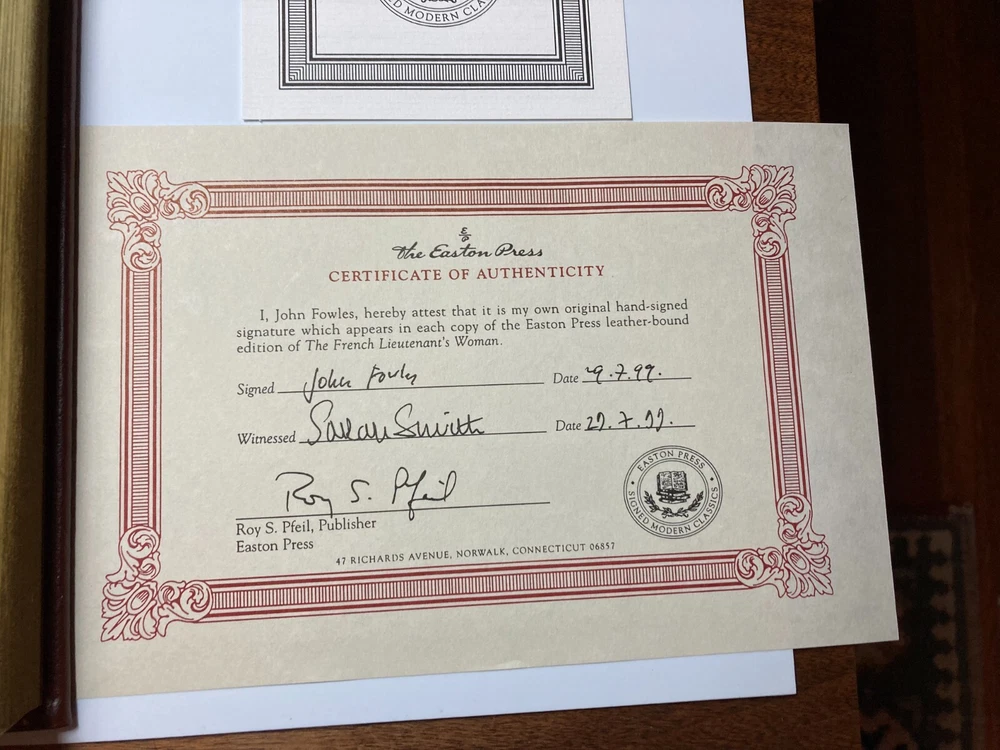 D MODERN CLA
E
P
The Easton Press
CERTIFICATE OF AUTHENTICITY
I, John Fowles, hereby attest that it is my own original hand-signed
signature which appears in each copy of the Easton Press leather-bound
edition of The French Lieutenant's Woman.
Signed John Fowles Date 9.7.99.
Witnessed Sarah Smith Date
Roy S. Pfeil
Roy S. Pfeil, Publisher
Easton Press
47 RICHARDS AVENUE, NORWALK, CONNECTICUT 06857
EASTON PRESS
SIGNED MODERN CLASSICS